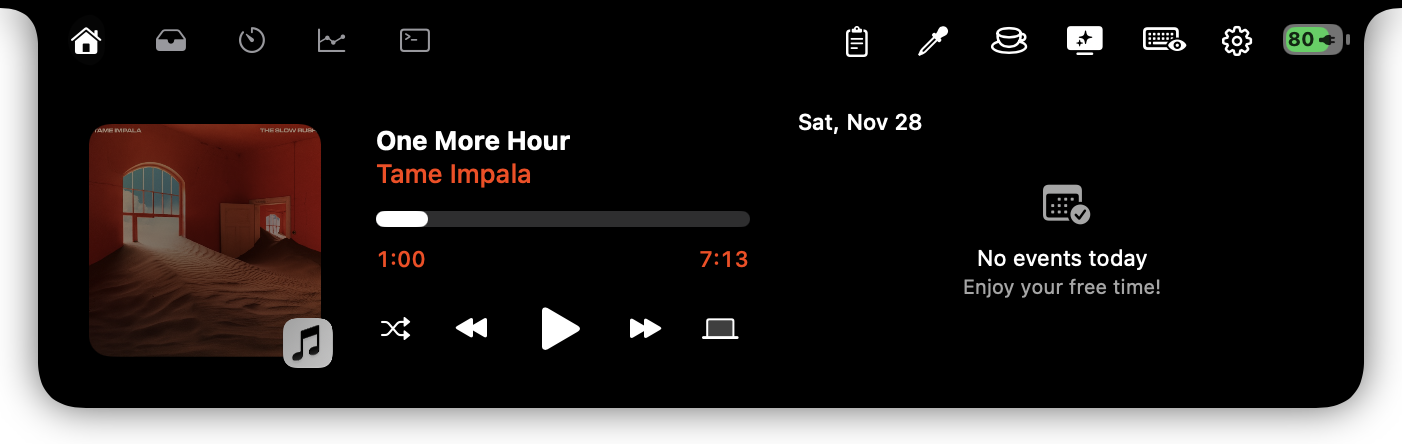 80
TAME IMPALA
THE SLOW RUSH
One More Hour
Tame Impala
1:00
7:13
Sat, Nov 28
No events today
Enjoy your free time!